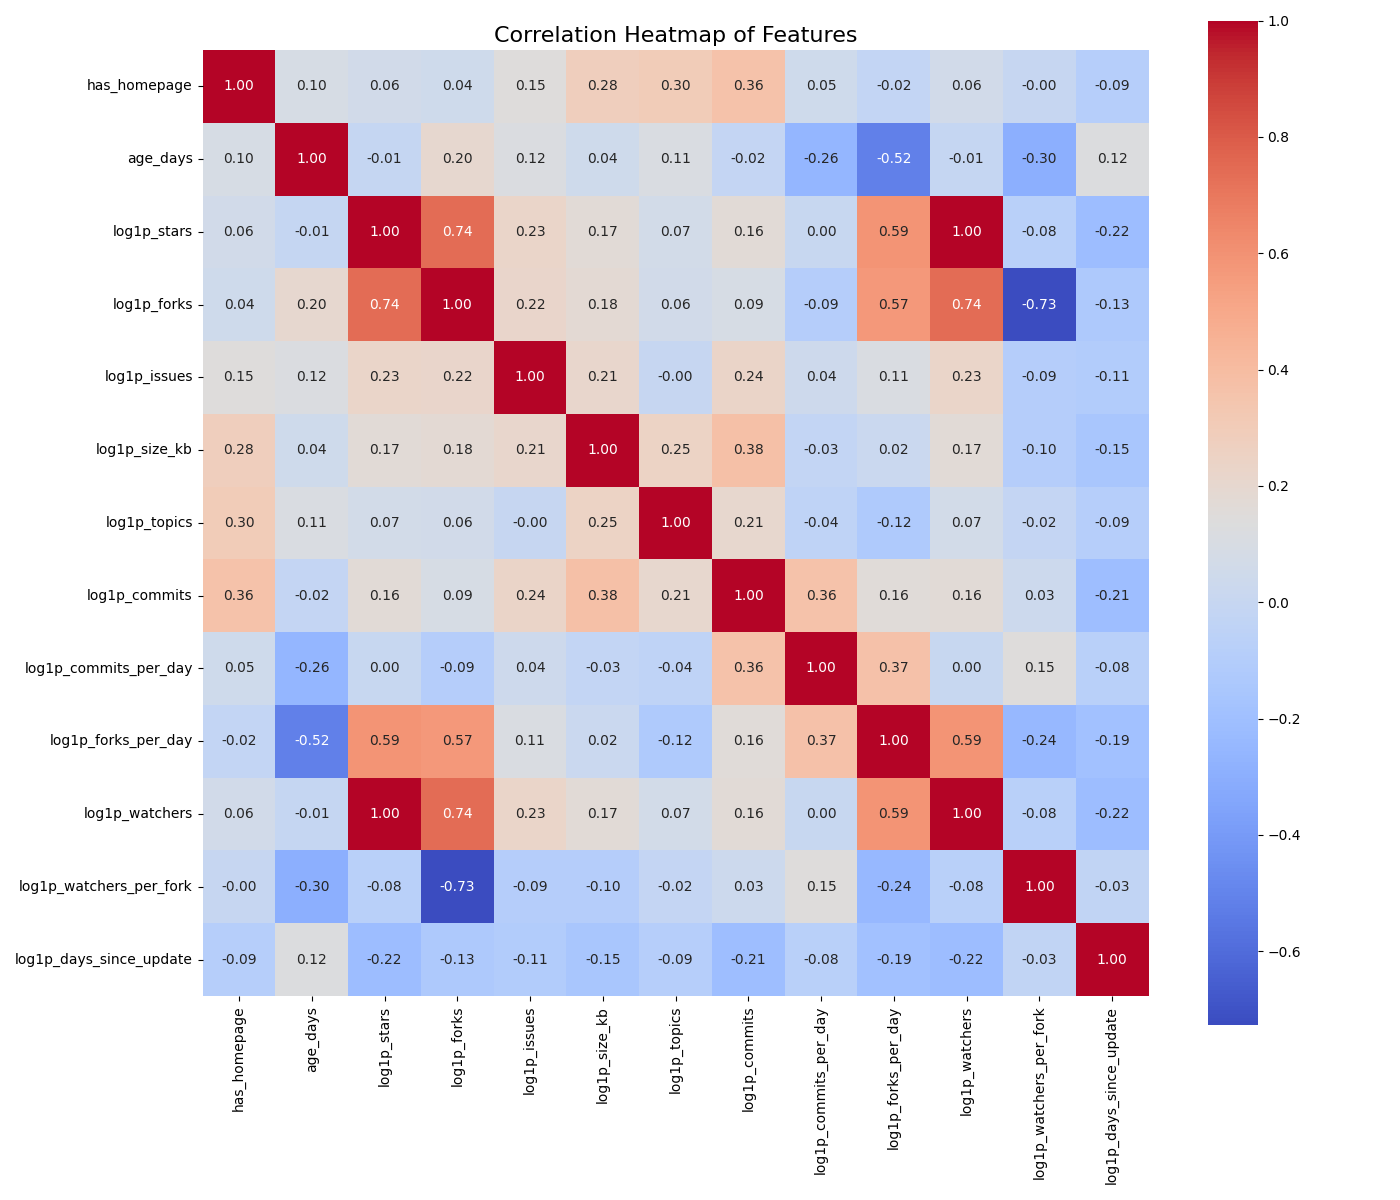 Correlation Heatmap of Features
has_homepage 1.00 0.10 0.06 0.04 0.15 0.28 0.30 0.36 0.05 -0.02 0.06 -0.00 -0.09
age_days 0.10 1.00 -0.01 0.20 0.12 0.04 0.11 -0.02 -0.26 -0.52 -0.01 -0.30 0.12
log1p_stars 0.06 -0.01 1.00 0.74 0.23 0.17 0.07 0.16 0.00 0.59 1.00 -0.08 -0.22
log1p_forks 0.04 0.20 0.74 1.00 0.22 0.18 0.06 0.09 -0.09 0.57 0.74 -0.73 -0.13
log1p_issues 0.15 0.12 0.23 0.22 1.00 0.21 -0.00 0.24 0.04 0.11 0.23 -0.09 -0.11
log1p_size_kb 0.28 0.04 0.17 0.18 0.21 1.00 0.25 0.38 -0.03 0.02 0.17 -0.10 -0.15
log1p_topics 0.30 0.11 0.07 0.06 -0.00 0.25 1.00 0.21 -0.04 -0.12 0.07 -0.02 -0.09
log1p_commits 0.36 -0.02 0.16 0.09 0.24 0.38 0.21 1.00 0.36 0.16 0.16 0.03 -0.21
log1p_commits_per_day 0.05 -0.26 0.00 -0.09 0.04 -0.03 -0.04 0.36 1.00 0.37 0.00 0.15 -0.08
log1p_forks_per_day -0.02 -0.52 0.59 0.57 0.11 0.02 -0.12 0.16 0.37 1.00 0.59 -0.24 -0.19
log1p_watchers 0.06 -0.01 1.00 0.74 0.23 0.17 0.07 0.16 0.00 0.59 1.00 -0.08 -0.22
log1p_watchers_per_fork -0.00 -0.30 -0.08 -0.73 -0.09 -0.10 -0.02 0.03 0.15 -0.24 -0.08 1.00 -0.03
log1p_days_since_update -0.09 0.12 -0.22 -0.13 -0.11 -0.15 -0.09 -0.21 -0.08 -0.19 -0.22 -0.03 1.00
has_homepage
age_days
log1p_stars
log1p_forks
log1p_issues
log1p_size_kb
log1p_topics
log1p_commits
log1p_commits_per_day
log1p_forks_per_day
log1p_watchers
log1p_watchers_per_fork
log1p_days_since_update
1.0
0.8
0.6
0.4
0.2
0.0
−0.2
−0.4
−0.6